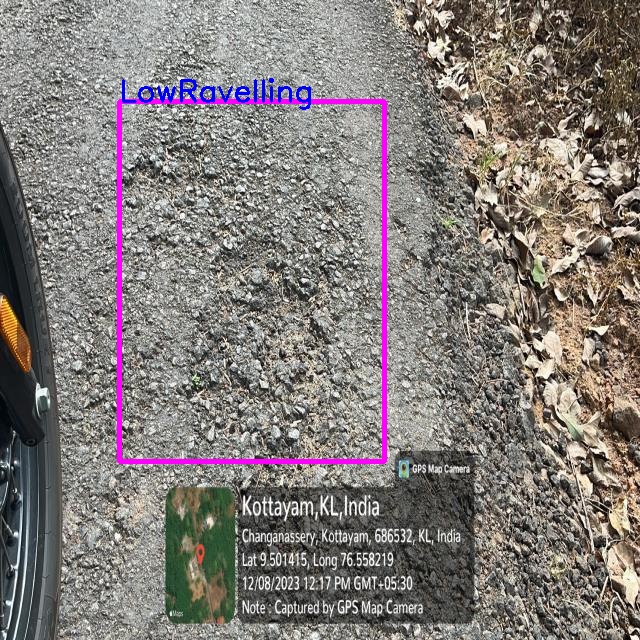 LowRavelling
GPS Map Camera
Kottayam,KL,India
Changanassery, Kottayam, 686532, KL, India
Lat 9.501415, Long 76.558219
12/08/2023 12:17 PM GMT+05:30
Note : Captured by GPS Map Camera
Maps